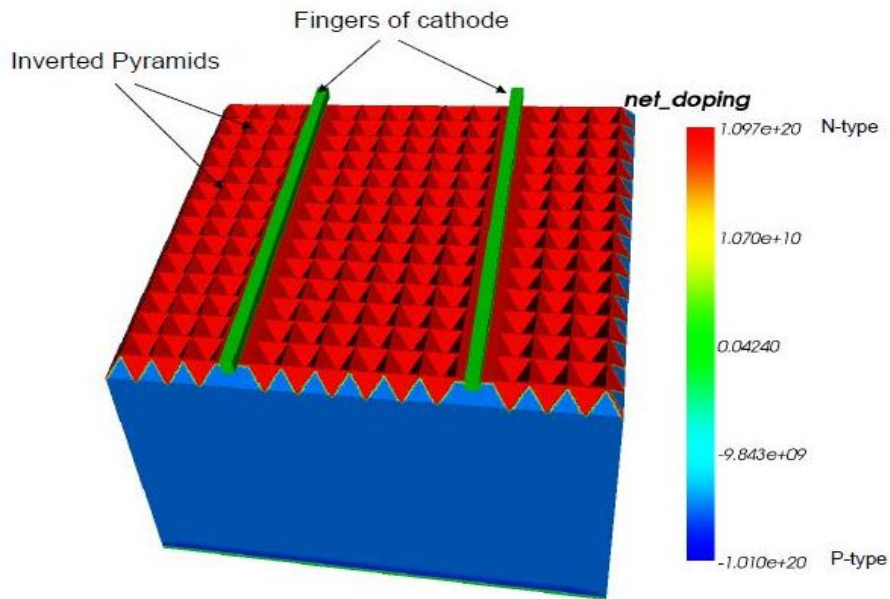 Fingers of cathode
Inverted Pyramids
net_doping
1.097e+20 N-type
1.070e+10
0.04240
-9.843e+09
-1.010e+20 P-type